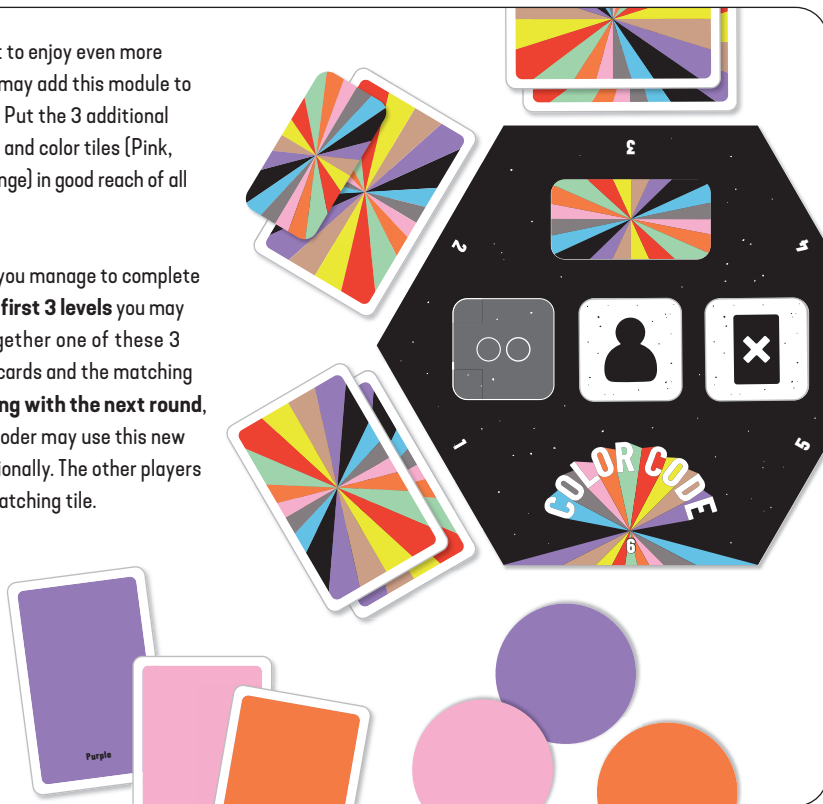 t to enjoy even more
may add this module to
Put the 3 additional
and color tiles (Pink,
nge) in good reach of all
you manage to complete
first 3 levels you may
gether one of these 3
cards and the matching
ng with the next round,
oder may use this new
ionally. The other players
atching tile.
3
2
4
1
5
COLOR CODE
6
Purple